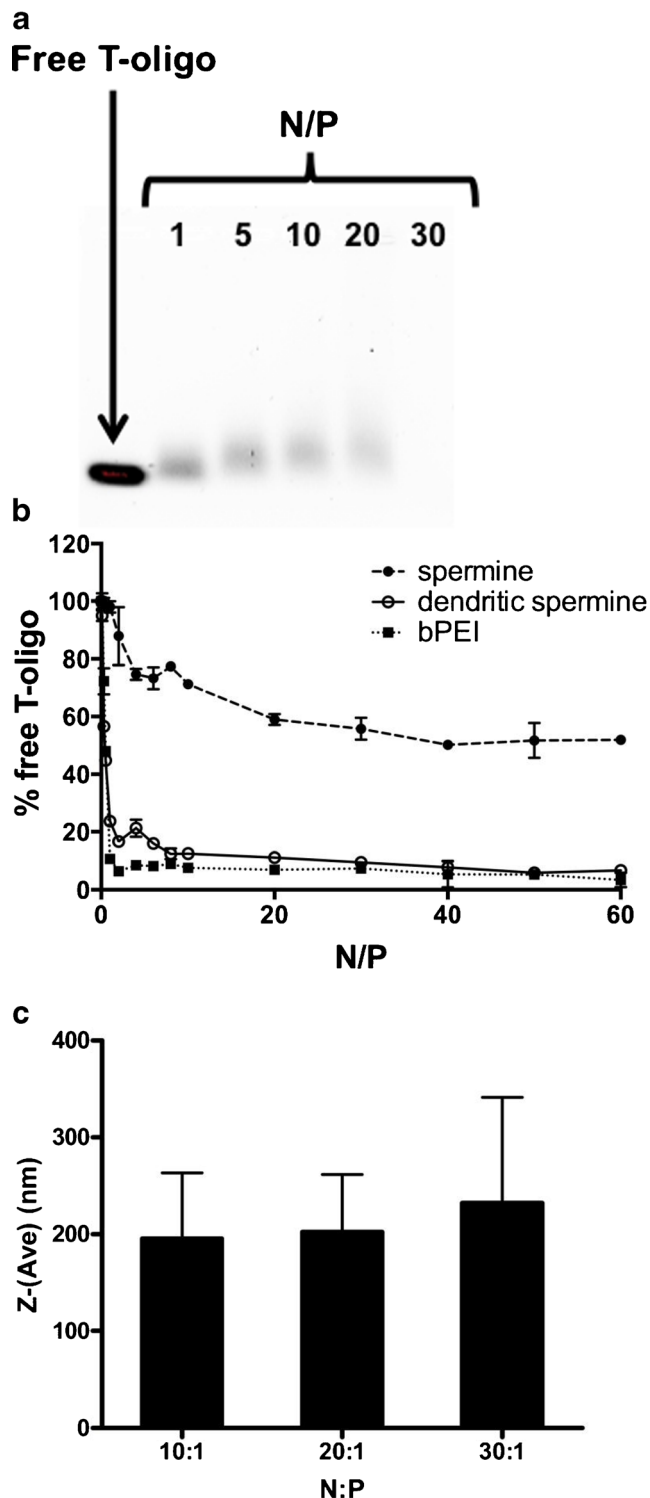 a
Free T-oligo
N/P
1 5 10 20 30
b
120
100
80
60
40
20
0
% free T-oligo
spermine
dendritic spermine
bPEI
0 20 40 60
N/P
c
400
300
200
100
0
Z-(Ave) (nm)
10:1 20:1 30:1
N:P